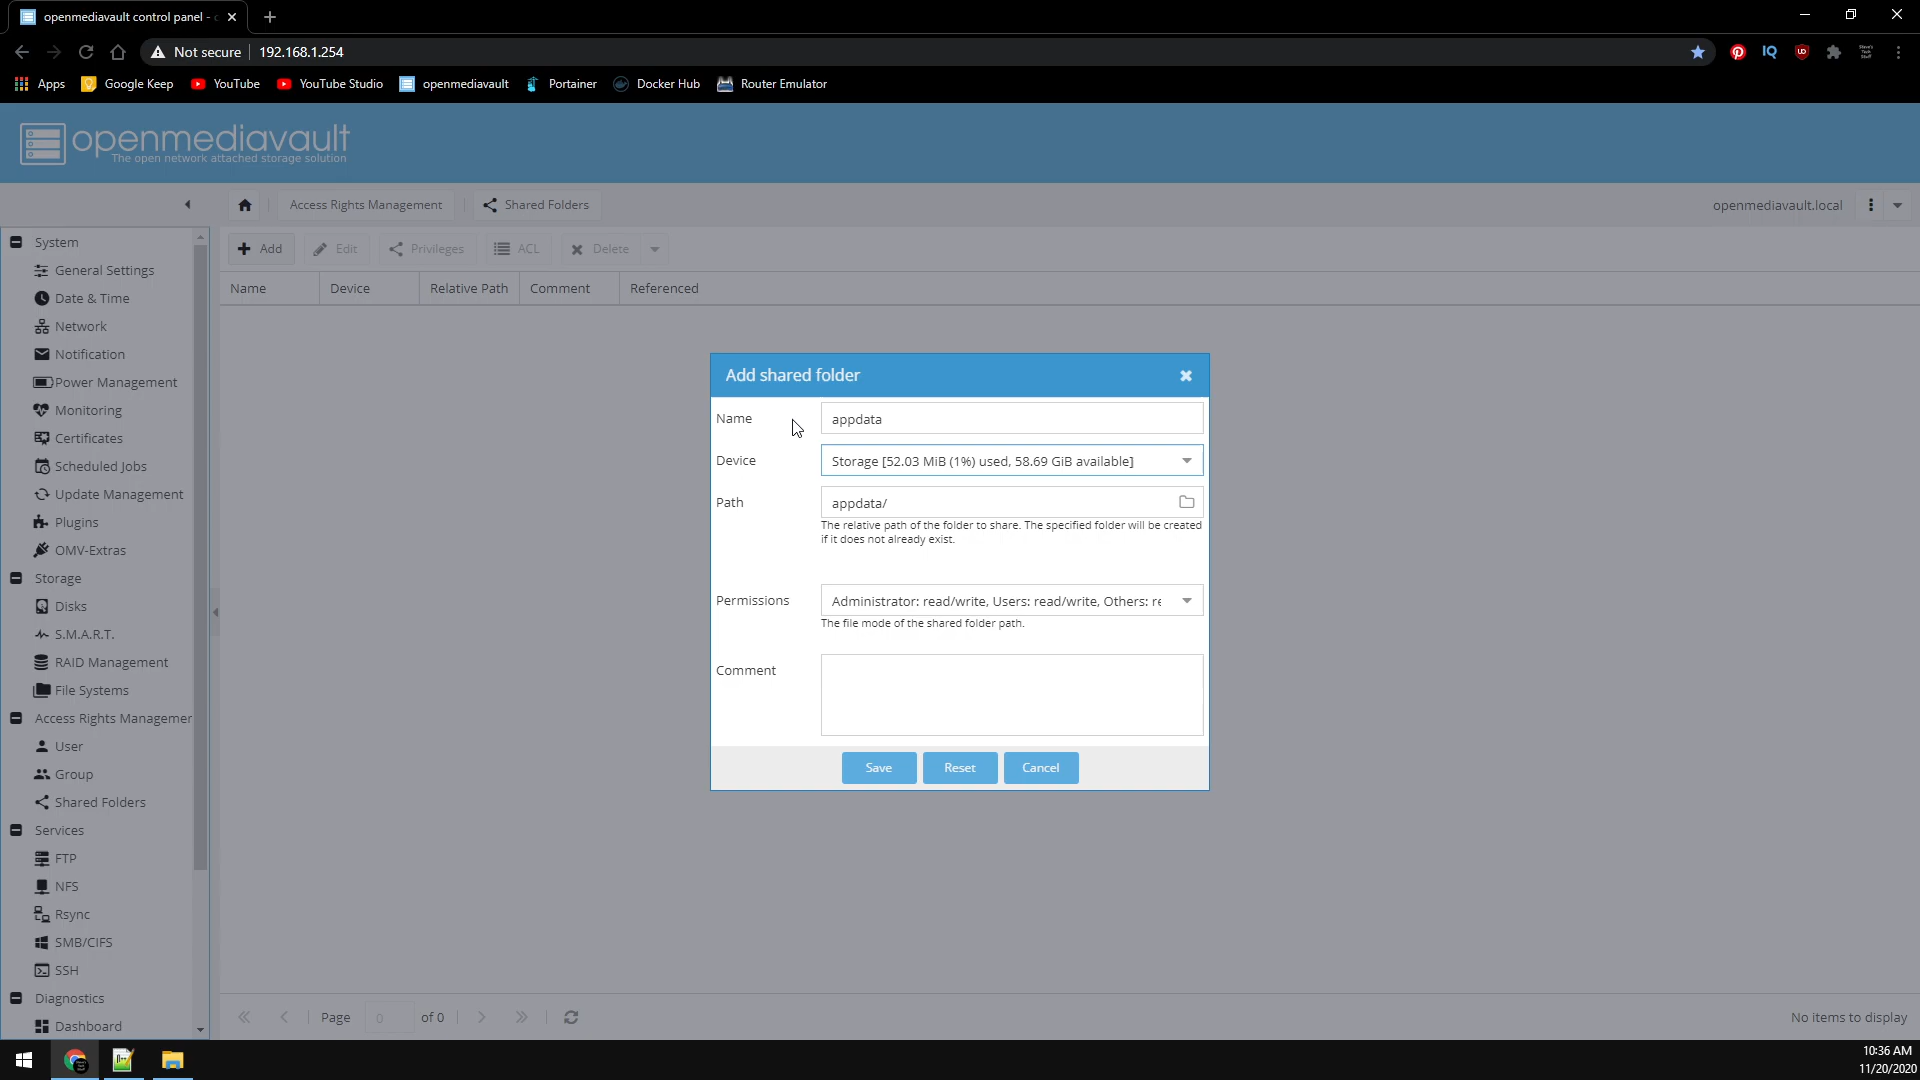 openmediavault control panel -
Not secure
192.168.1.254
Apps
Google Keep
YouTube
YouTube Studio
openmediavault
Portainer
Docker Hub
Router Emulator
openmediavault
The open network attached storage solution
Access Rights Management
Shared Folders
openmediavault.local
Add
Edit
Privileges
ACL
Delete
Name
Device
Relative Path
Comment
Referenced
System
General Settings
Date & Time
Network
Notification
Power Management
Monitoring
Certificates
Scheduled Jobs
Update Management
Plugins
OMV-Extras
Storage
Disks
S.M.A.R.T.
RAID Management
File Systems
Access Rights Managemer
User
Group
Shared Folders
Services
FTP
NFS
Rsync
SMB/CIFS
SSH
Diagnostics
Dashboard
Add shared folder
Name
appdata
Device
Storage [52.03 MiB (1%) used, 58.69 GiB available]
Path
appdata/
The relative path of the folder to share. The specified folder will be created
if it does not already exist.
Permissions
Administrator: read/write, Users: read/write, Others: re
The file mode of the shared folder path.
Comment
Save
Reset
Cancel
Page
0
of 0
No items to display
10:36 AM
11/20/2020